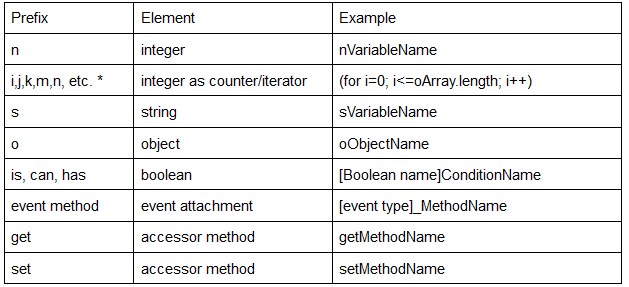 Prefix Element Example
n integer nVariableName
i,j,k,m,n, etc. * integer as counter/iterator (for i=0; i<=oArray.length; i++)
s string sVariableName
o object oObjectName
is, can, has boolean [Boolean name]ConditionName
event method event attachment [event type]_MethodName
get accessor method getMethodName
set accessor method setMethodName